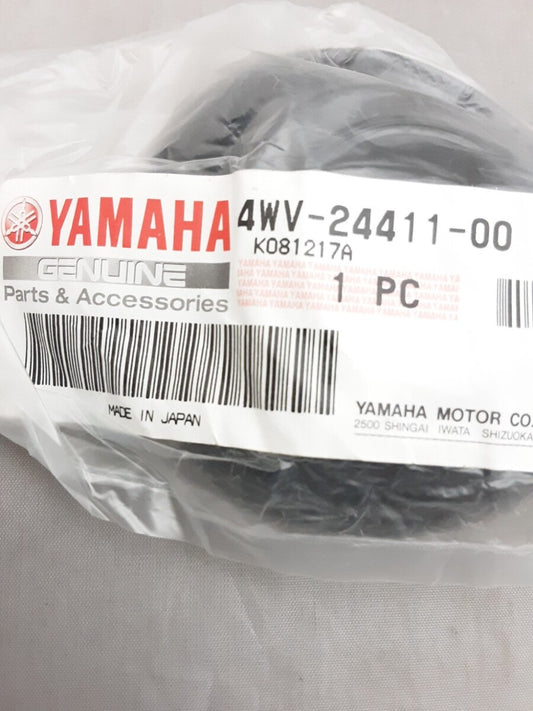 YAMAHA 4WV-24411-00
K081217A
GENUINE
Parts & Accessories
1 PC
MADE IN JAPAN
YAMAHA MOTOR CO.
2500 SHINGAI IWATA SHIZUOKA